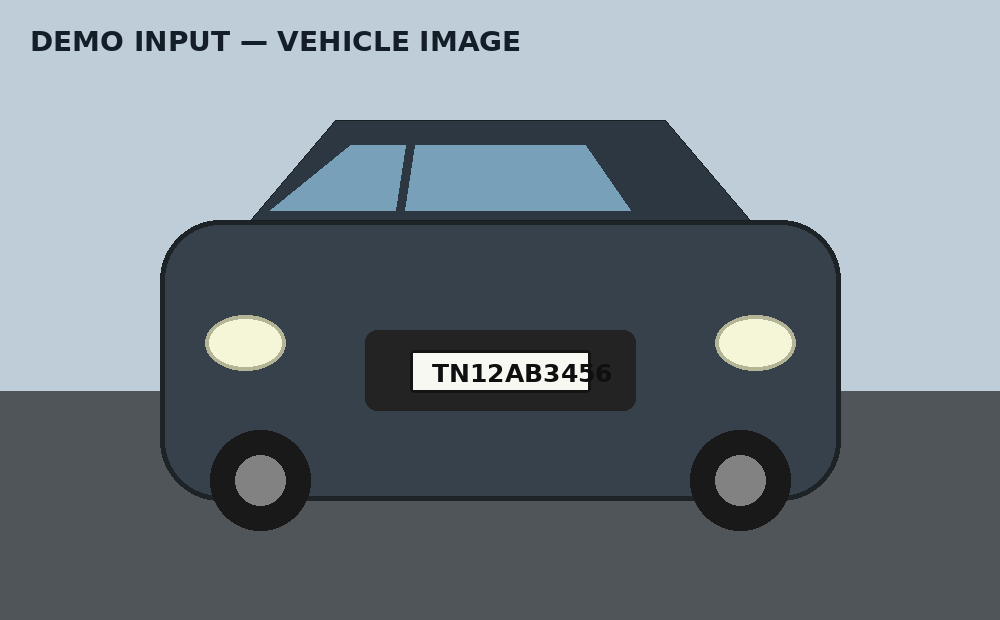 DEMO INPUT — VEHICLE IMAGE
TN12AB3456